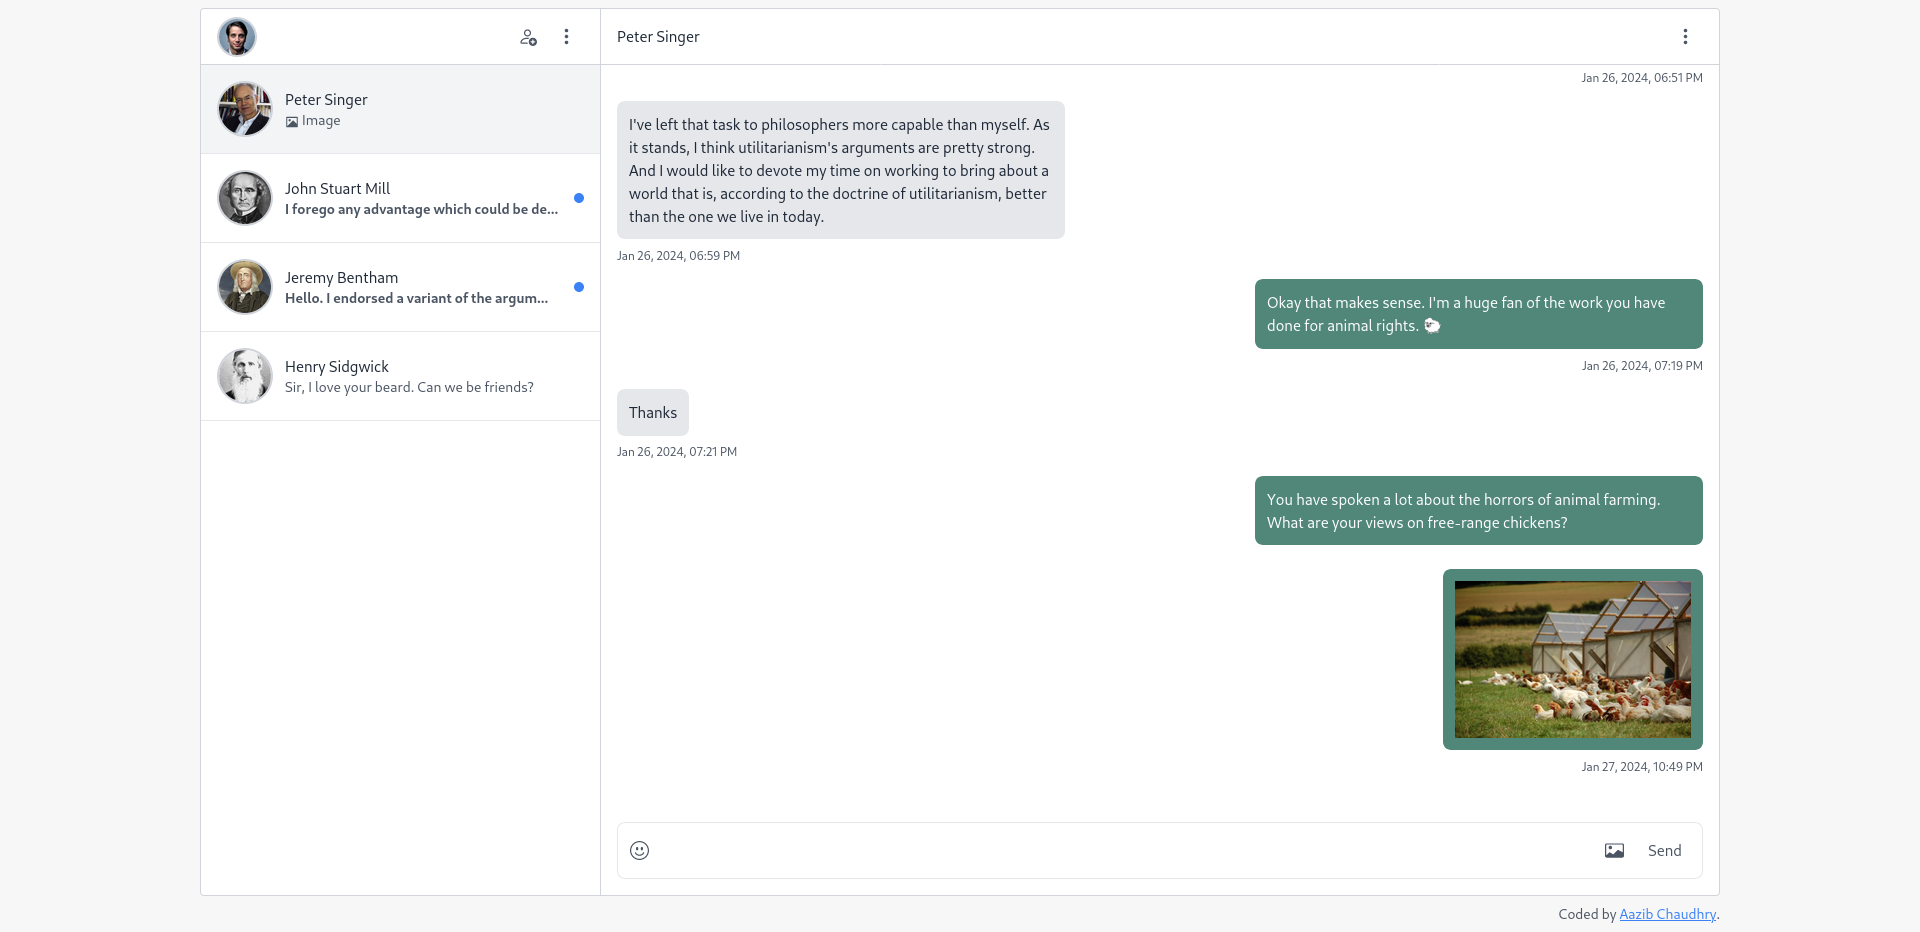 Peter Singer
Image
John Stuart Mill
I forego any advantage which could be de...
Jeremy Bentham
Hello. I endorsed a variant of the argum...
Henry Sidgwick
Sir, I love your beard. Can we be friends?
Peter Singer
Jan 26, 2024, 06:51 PM
I've left that task to philosophers more capable than myself. As
it stands, I think utilitarianism's arguments are pretty strong.
And I would like to devote my time on working to bring about a
world that is, according to the doctrine of utilitarianism, better
than the one we live in today.
Jan 26, 2024, 06:59 PM
Okay that makes sense. I'm a huge fan of the work you have
done for animal rights. 🐑
Jan 26, 2024, 07:19 PM
Thanks
Jan 26, 2024, 07:21 PM
You have spoken a lot about the horrors of animal farming.
What are your views on free-range chickens?
Jan 27, 2024, 10:49 PM
Send
Coded by Aazib Chaudhry.